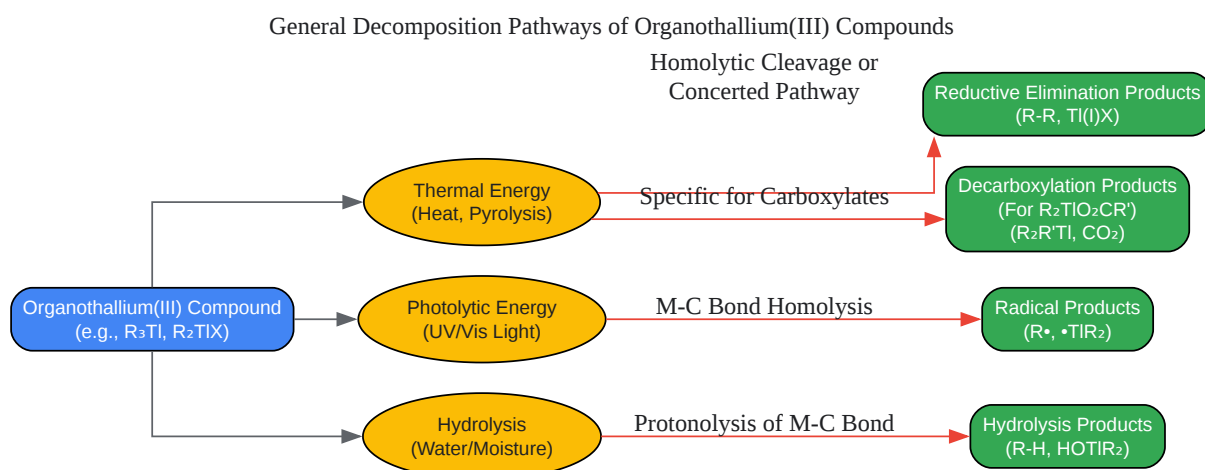 General Decomposition Pathways of Organothallium(III) Compounds
Homolytic Cleavage or
Concerted Pathway
Reductive Elimination Products
(R-R, Tl(I)X)
Thermal Energy
(Heat, Pyrolysis)
Specific for Carboxylates
Decarboxylation Products
(For R₂TlO₂CR')
(R₂R'Tl, CO₂)
Organothallium(III) Compound
(e.g., R₃Tl, R₂TlX)
Photolytic Energy
(UV/Vis Light)
M-C Bond Homolysis
Radical Products
(R•, •TlR₂)
Hydrolysis
(Water/Moisture)
Protonolysis of M-C Bond
Hydrolysis Products
(R-H, HOTlR₂)